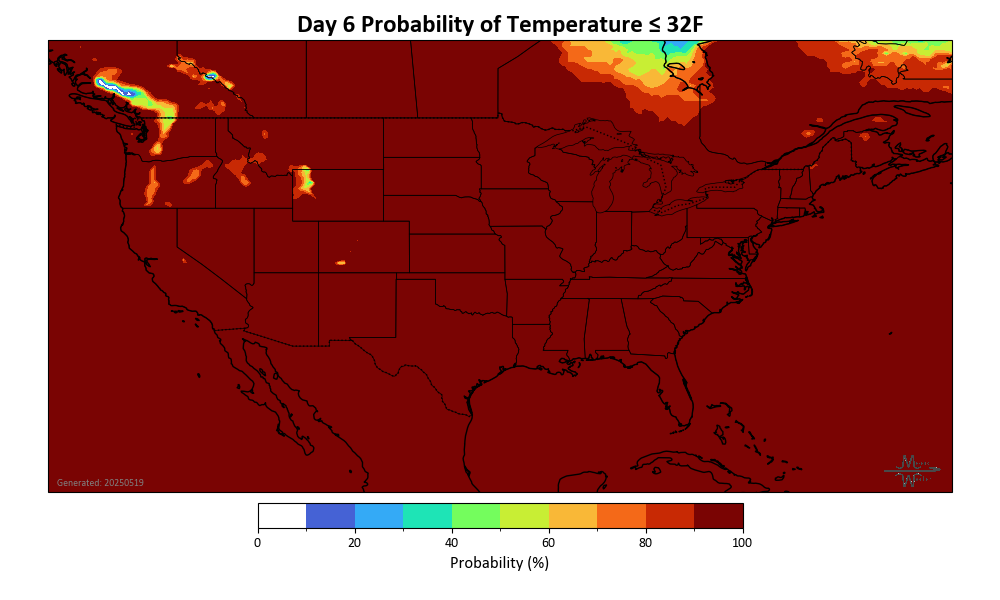 Day 6 Probability of Temperature ≤ 32F
Generated: 20250519
0 20 40 60 80 100
Probability (%)